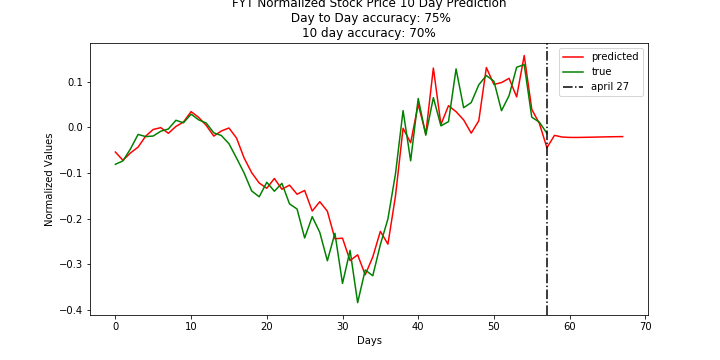 FYT Normalized Stock Price 10 Day Prediction
Day to Day accuracy: 75%
10 day accuracy: 70%
predicted
true
april 27
0.1
0.0
−0.1
−0.2
−0.3
−0.4
Normalized Values
0 10 20 30 40 50 60 70
Days